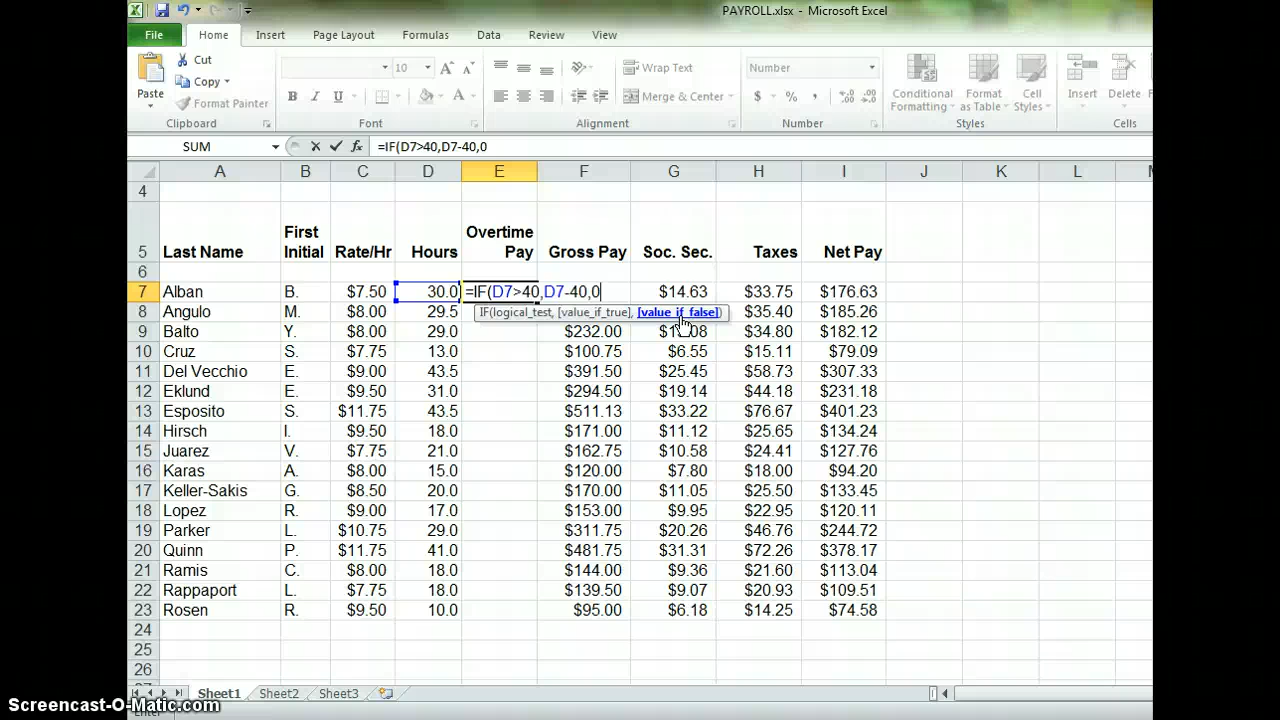 PAYROLL.xlsx - Microsoft Excel
File Home Insert Page Layout Formulas Data Review View
Cut
Copy
Format Painter
Paste
Clipboard
10
A A
B I U A
Font
Wrap Text
Merge & Center
Alignment
Number
$ % ,
Number
Conditional Formatting
Format as Table
Cell Styles
Styles
Insert Delete
Cells
SUM fx =IF(D7>40,D7-40,0
A B C D E F G H I J K L M
4
5 Last Name First Initial Rate/Hr Hours Overtime Pay Gross Pay Soc. Sec. Taxes Net Pay
6
7 Alban B. $7.50 30.0 =IF(D7>40,D7-40,0 $14.63 $33.75 $176.63
IF(logical_test, [value_if_true], [value_if_false])
8 Angulo M. $8.00 29.5 $35.40 $185.26
9 Balto Y. $8.00 29.0 $232.00 $34.80 $182.12
10 Cruz S. $7.75 13.0 $100.75 $6.55 $15.11 $79.09
11 Del Vecchio E. $9.00 43.5 $391.50 $25.45 $58.73 $307.33
12 Eklund E. $9.50 31.0 $294.50 $19.14 $44.18 $231.18
13 Esposito S. $11.75 43.5 $511.13 $33.22 $76.67 $401.23
14 Hirsch I. $9.50 18.0 $171.00 $11.12 $25.65 $134.24
15 Juarez V. $7.75 21.0 $162.75 $10.58 $24.41 $127.76
16 Karas A. $8.00 15.0 $120.00 $7.80 $18.00 $94.20
17 Keller-Sakis G. $8.50 20.0 $170.00 $11.05 $25.50 $133.45
18 Lopez R. $9.00 17.0 $153.00 $9.95 $22.95 $120.11
19 Parker L. $10.75 29.0 $311.75 $20.26 $46.76 $244.72
20 Quinn P. $11.75 41.0 $481.75 $31.31 $72.26 $378.17
21 Ramis C. $8.00 18.0 $144.00 $9.36 $21.60 $113.04
22 Rappaport L. $7.75 18.0 $139.50 $9.07 $20.93 $109.51
23 Rosen R. $9.50 10.0 $95.00 $6.18 $14.25 $74.58
24
25
26
Sheet1 Sheet2 Sheet3
Screencast-O-Matic.com